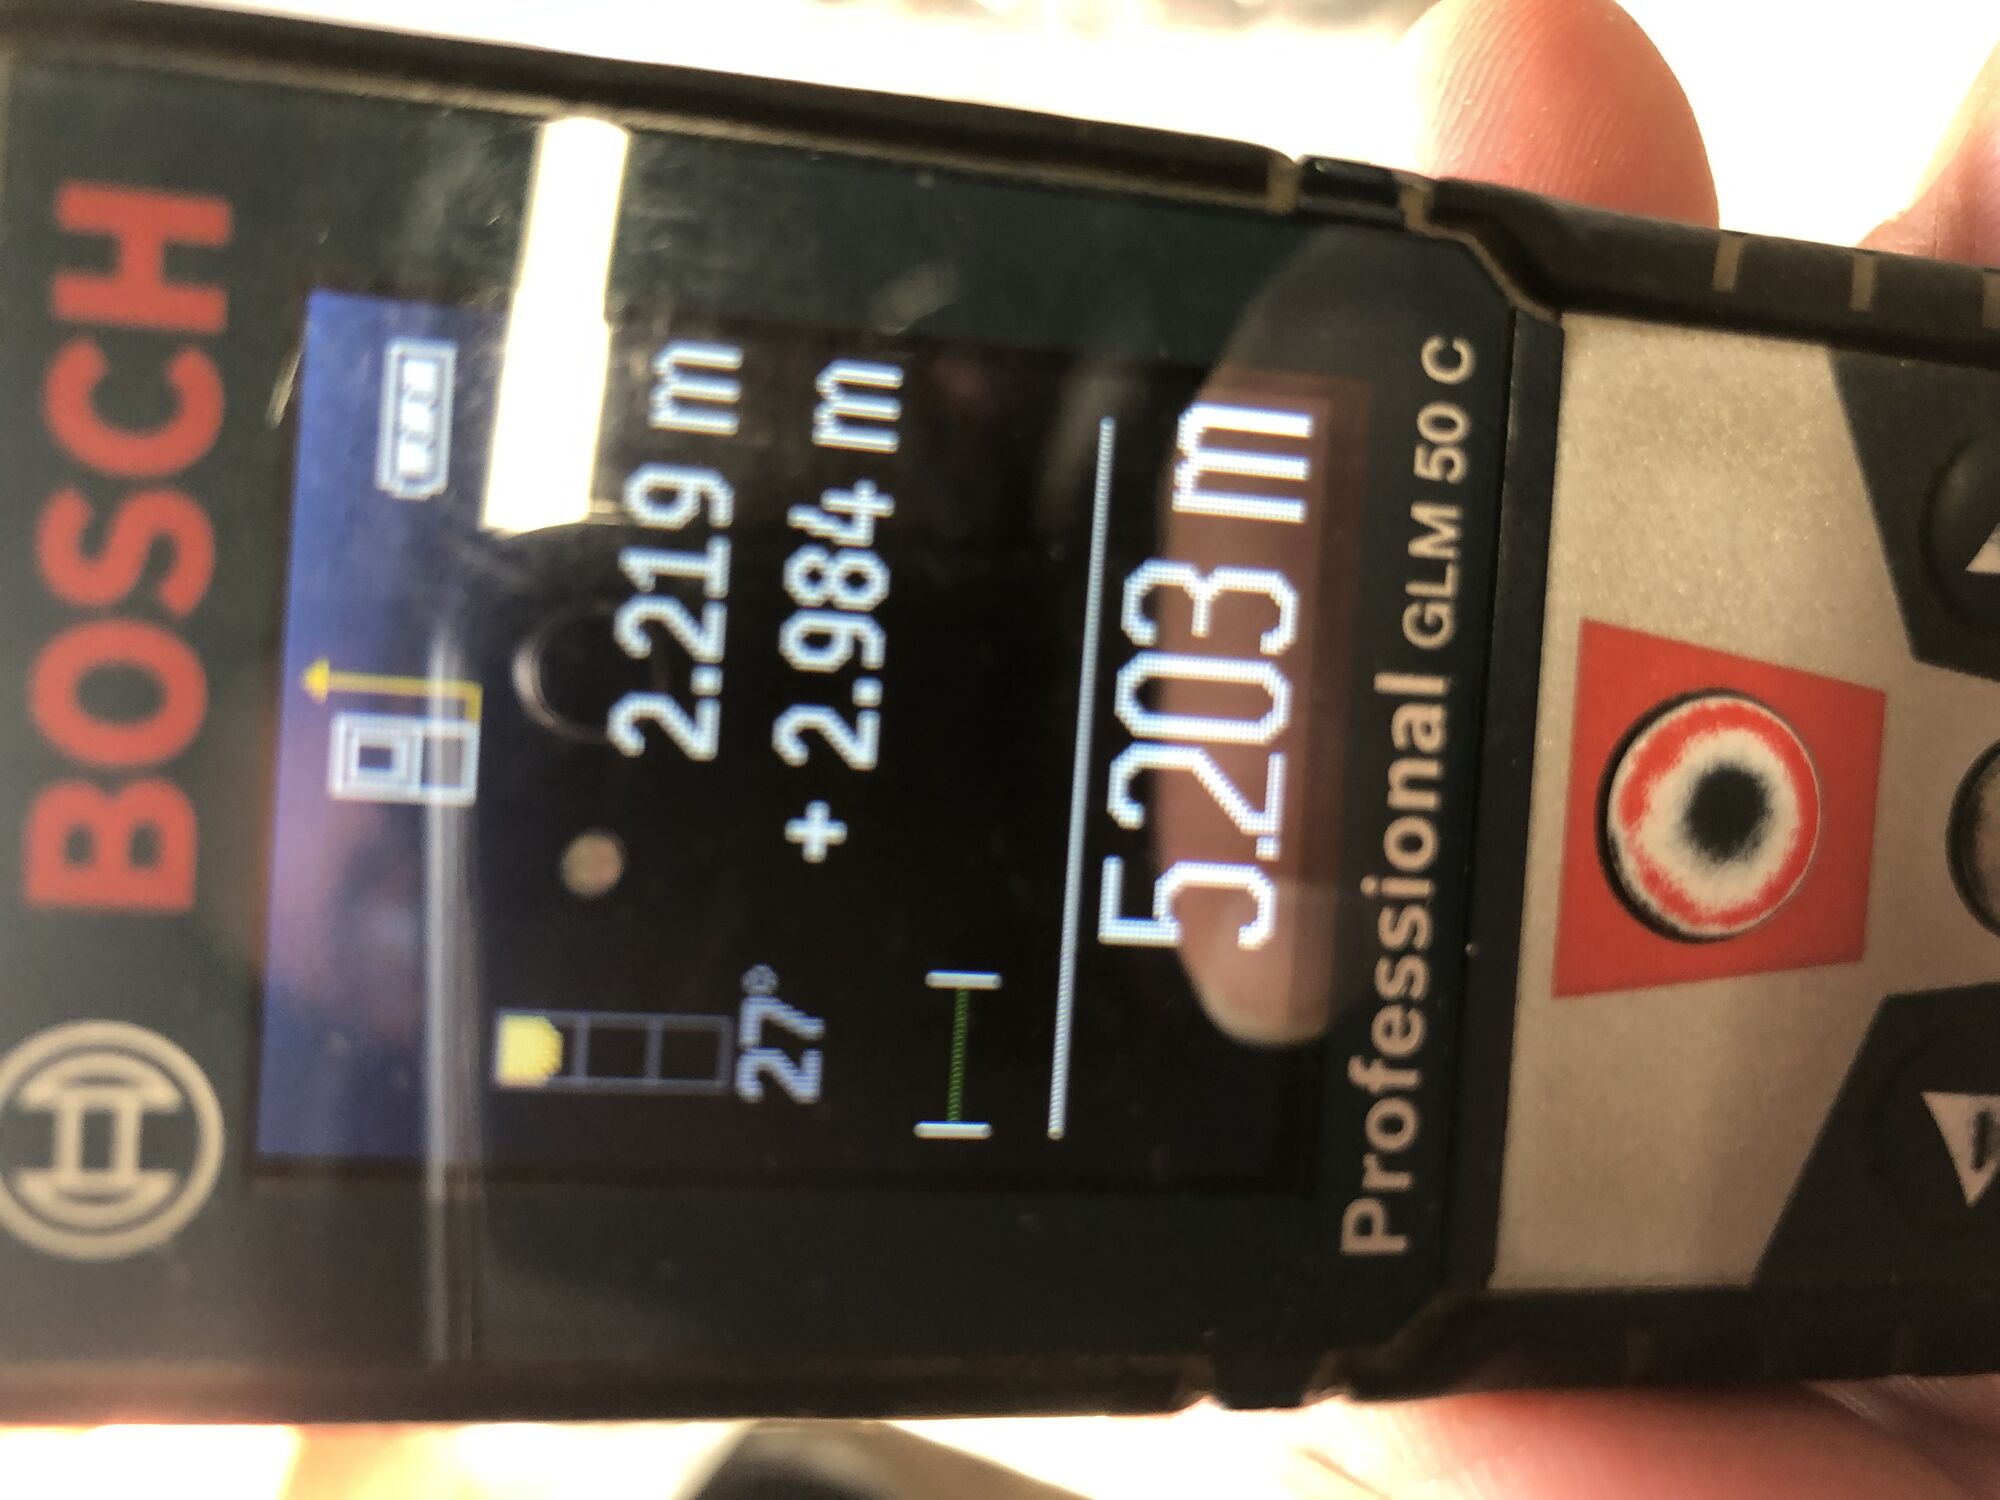 BOSCH
2.219 m
+ 2.984 m
27°
5.203 m
Professional GLM 50 C